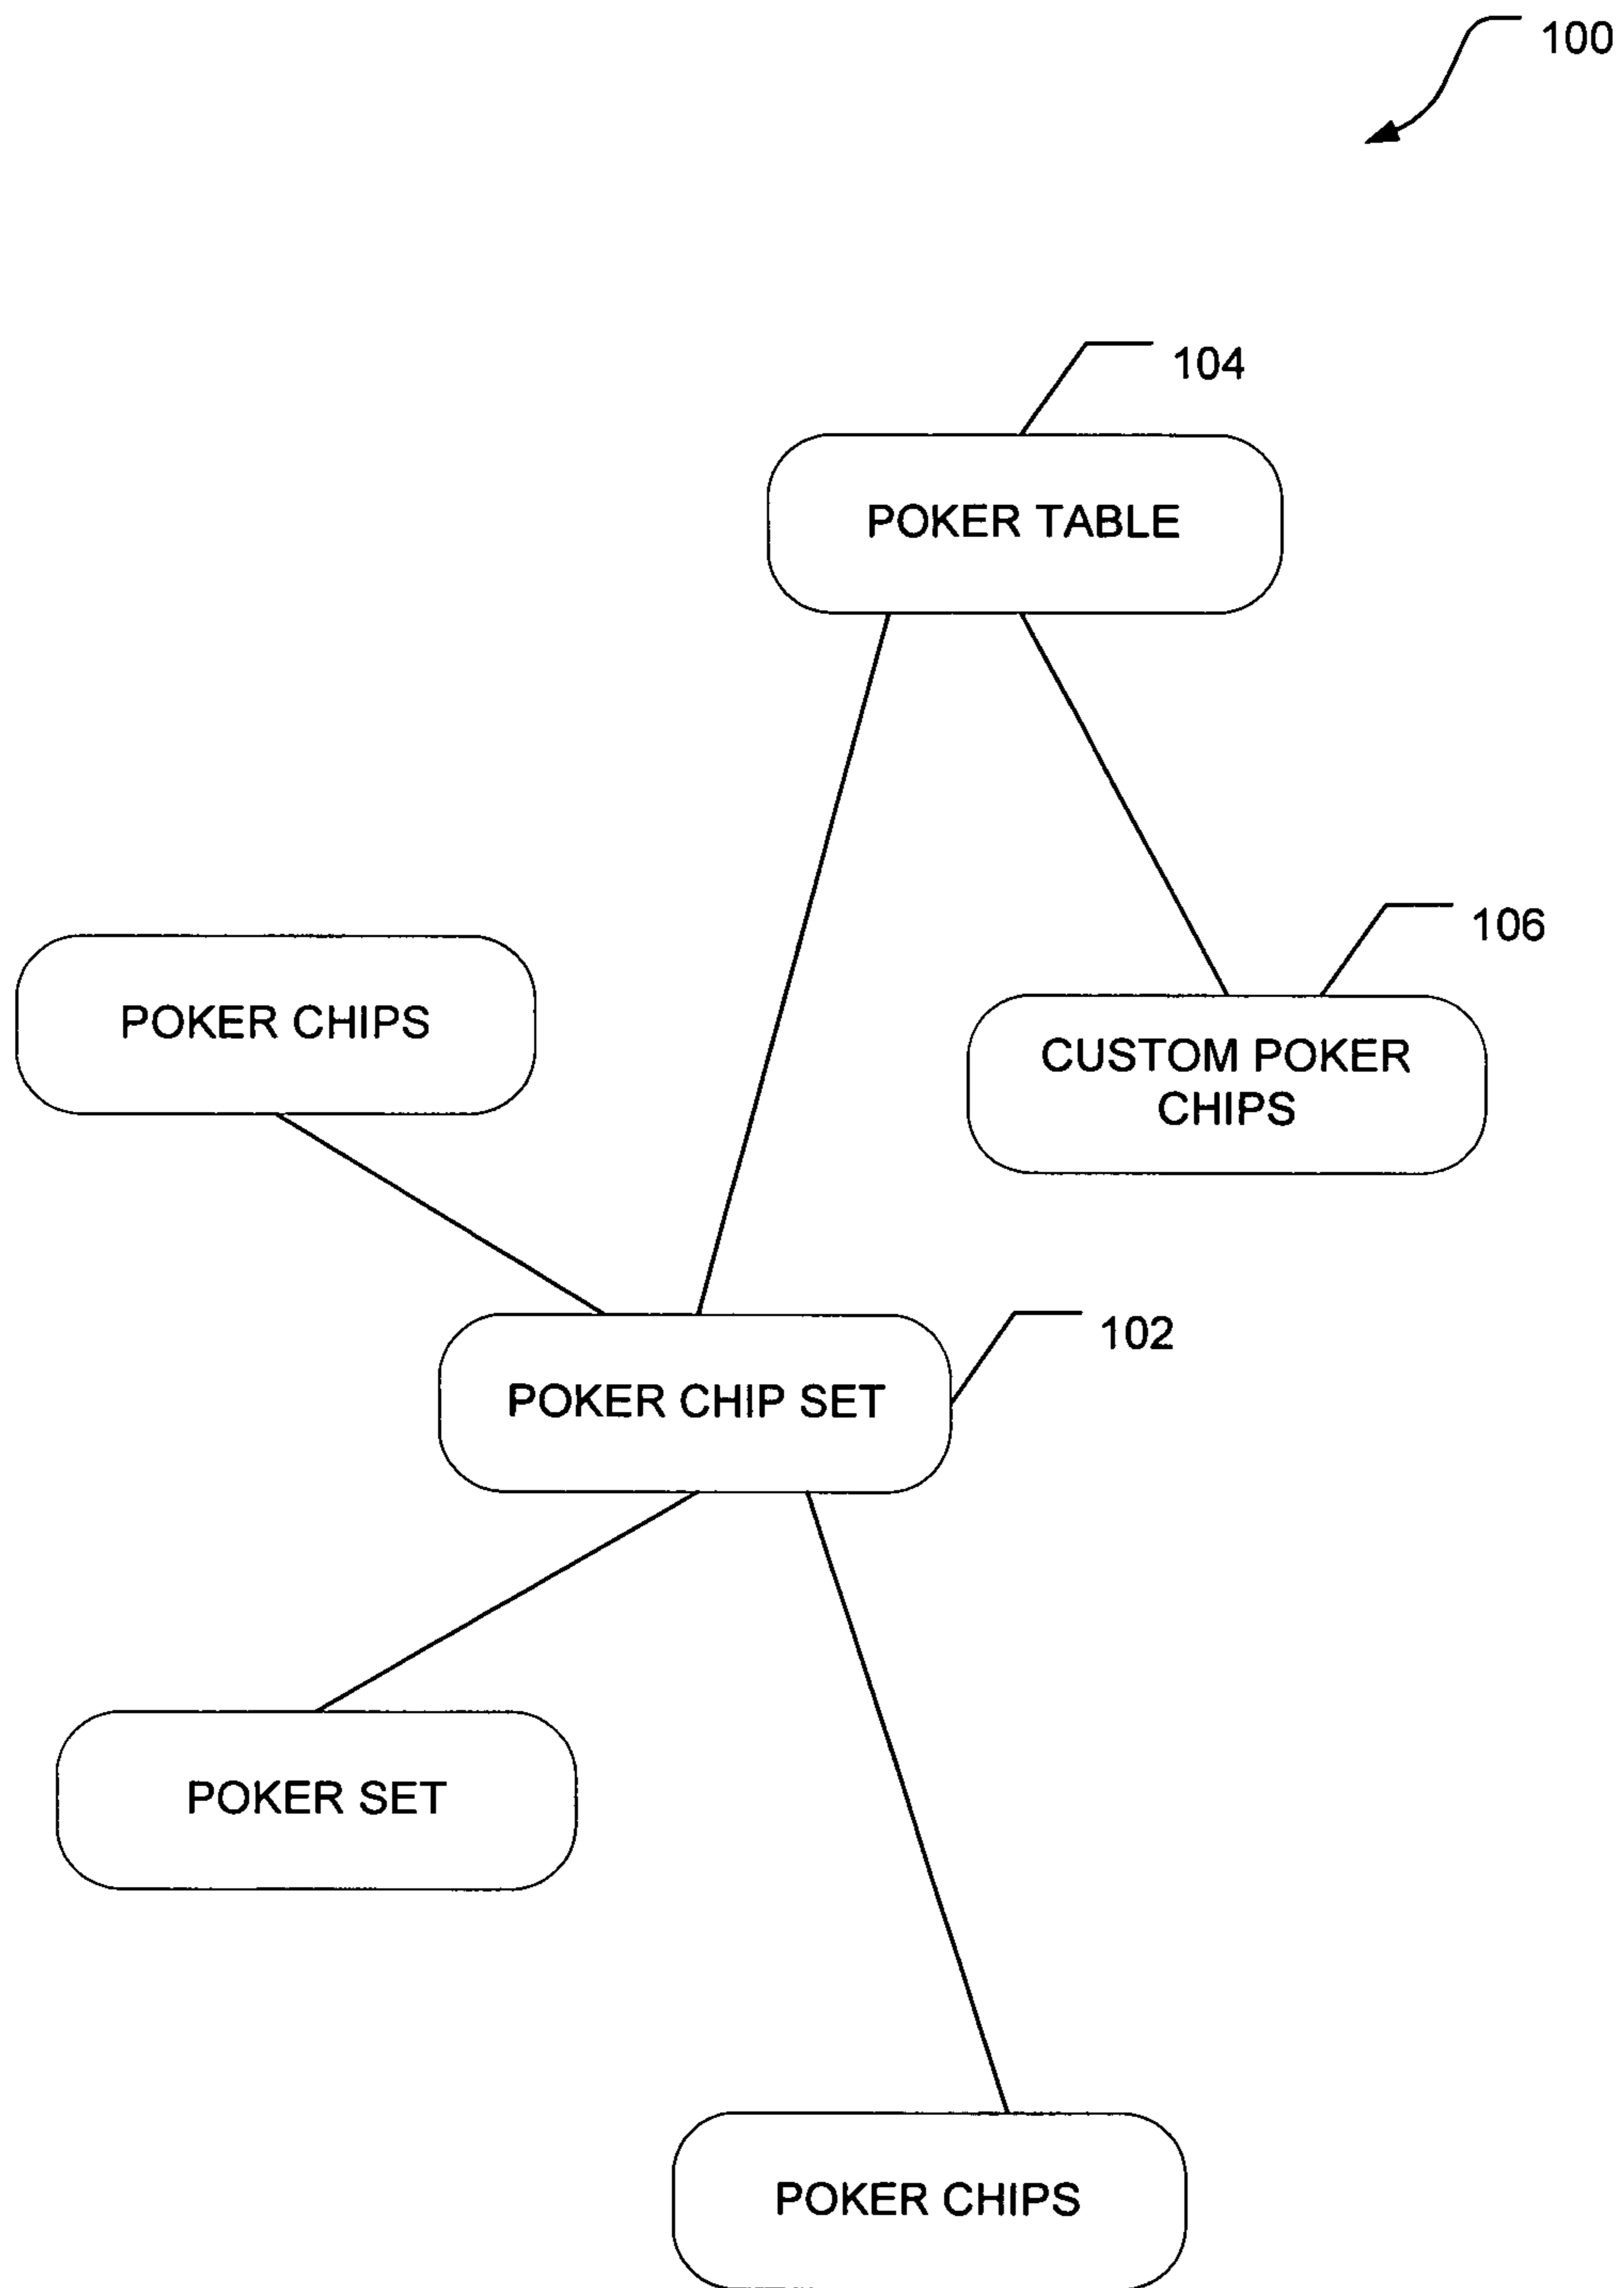 100
104
POKER TABLE
106
POKER CHIPS
CUSTOM POKER
CHIPS
102
POKER CHIP SET
POKER SET
POKER CHIPS